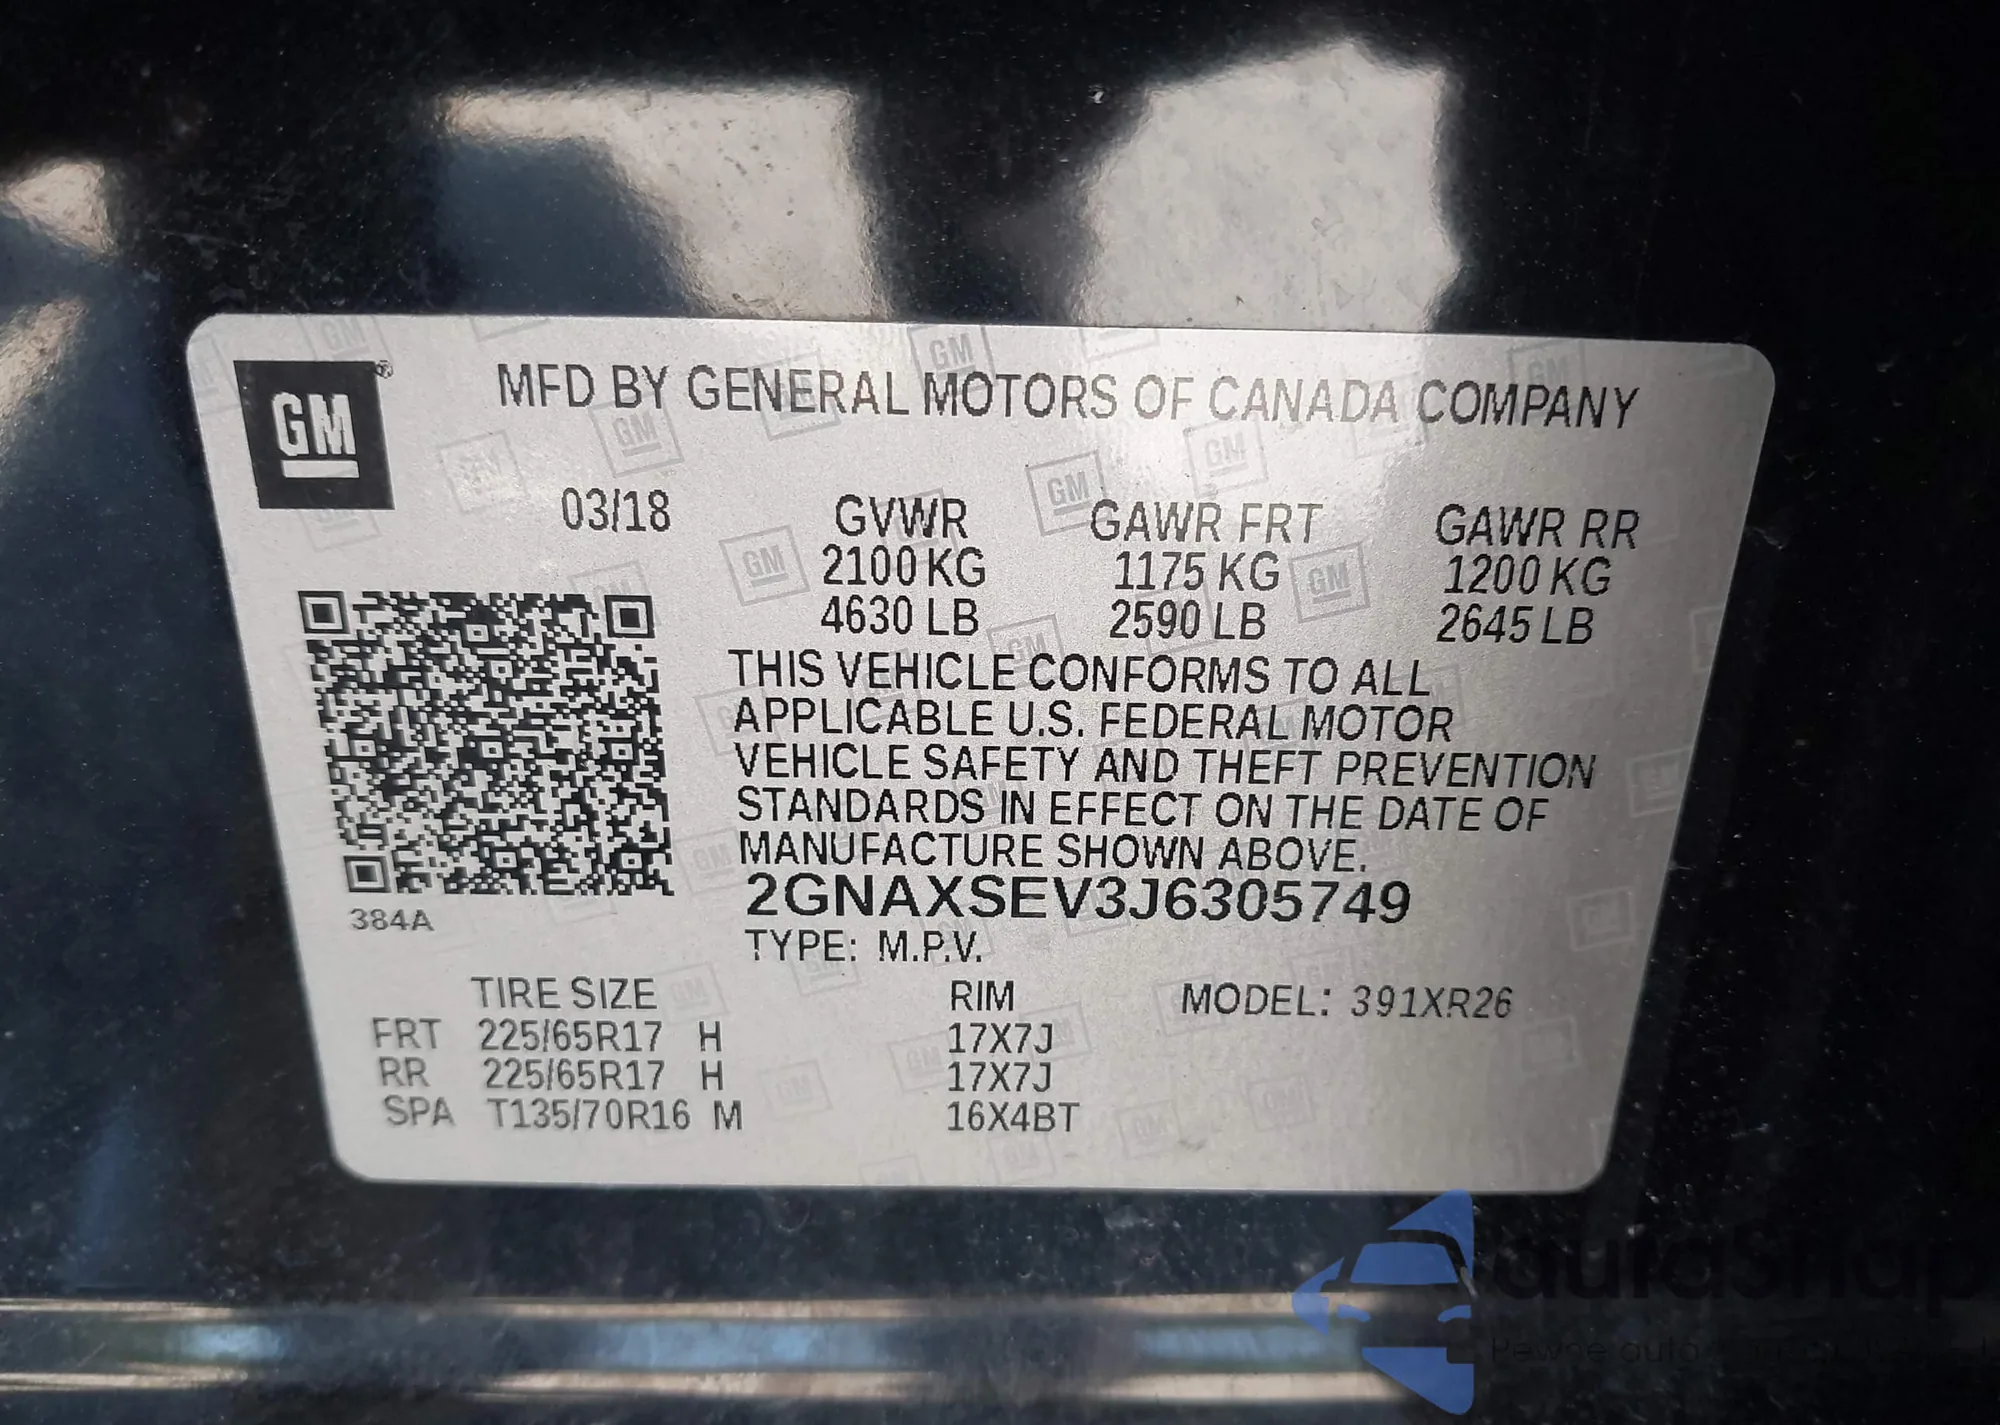 GM
MFD BY GENERAL MOTORS OF CANADA COMPANY
03/18 GVWR GAWR FRT GAWR RR
2100 KG 1175 KG 1200 KG
4630 LB 2590 LB 2645 LB
THIS VEHICLE CONFORMS TO ALL
APPLICABLE U.S. FEDERAL MOTOR
VEHICLE SAFETY AND THEFT PREVENTION
STANDARDS IN EFFECT ON THE DATE OF
MANUFACTURE SHOWN ABOVE.
384A
2GNAXSEV3J6305749
TYPE: M.P.V.
TIRE SIZE RIM MODEL: 391XR26
FRT 225/65R17 H 17X7J
RR 225/65R17 H 17X7J
SPA T135/70R16 M 16X4BT
Pewne auto